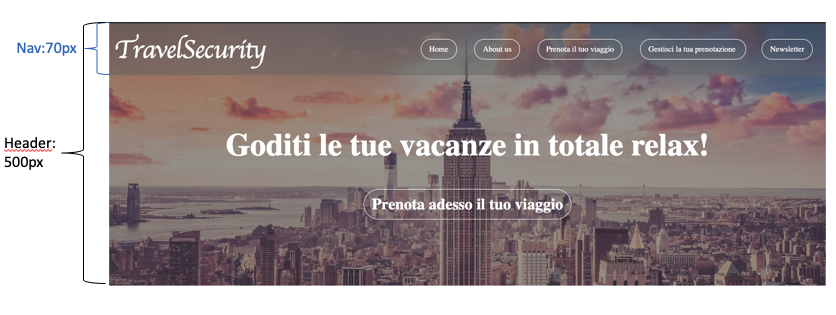 Nav:70px
TravelSecurity
Home
About us
Prenota il tuo viaggio
Gestisci la tua prenotazione
Newsletter
Header:
500px
Goditi le tue vacanze in totale relax!
Prenota adesso il tuo viaggio